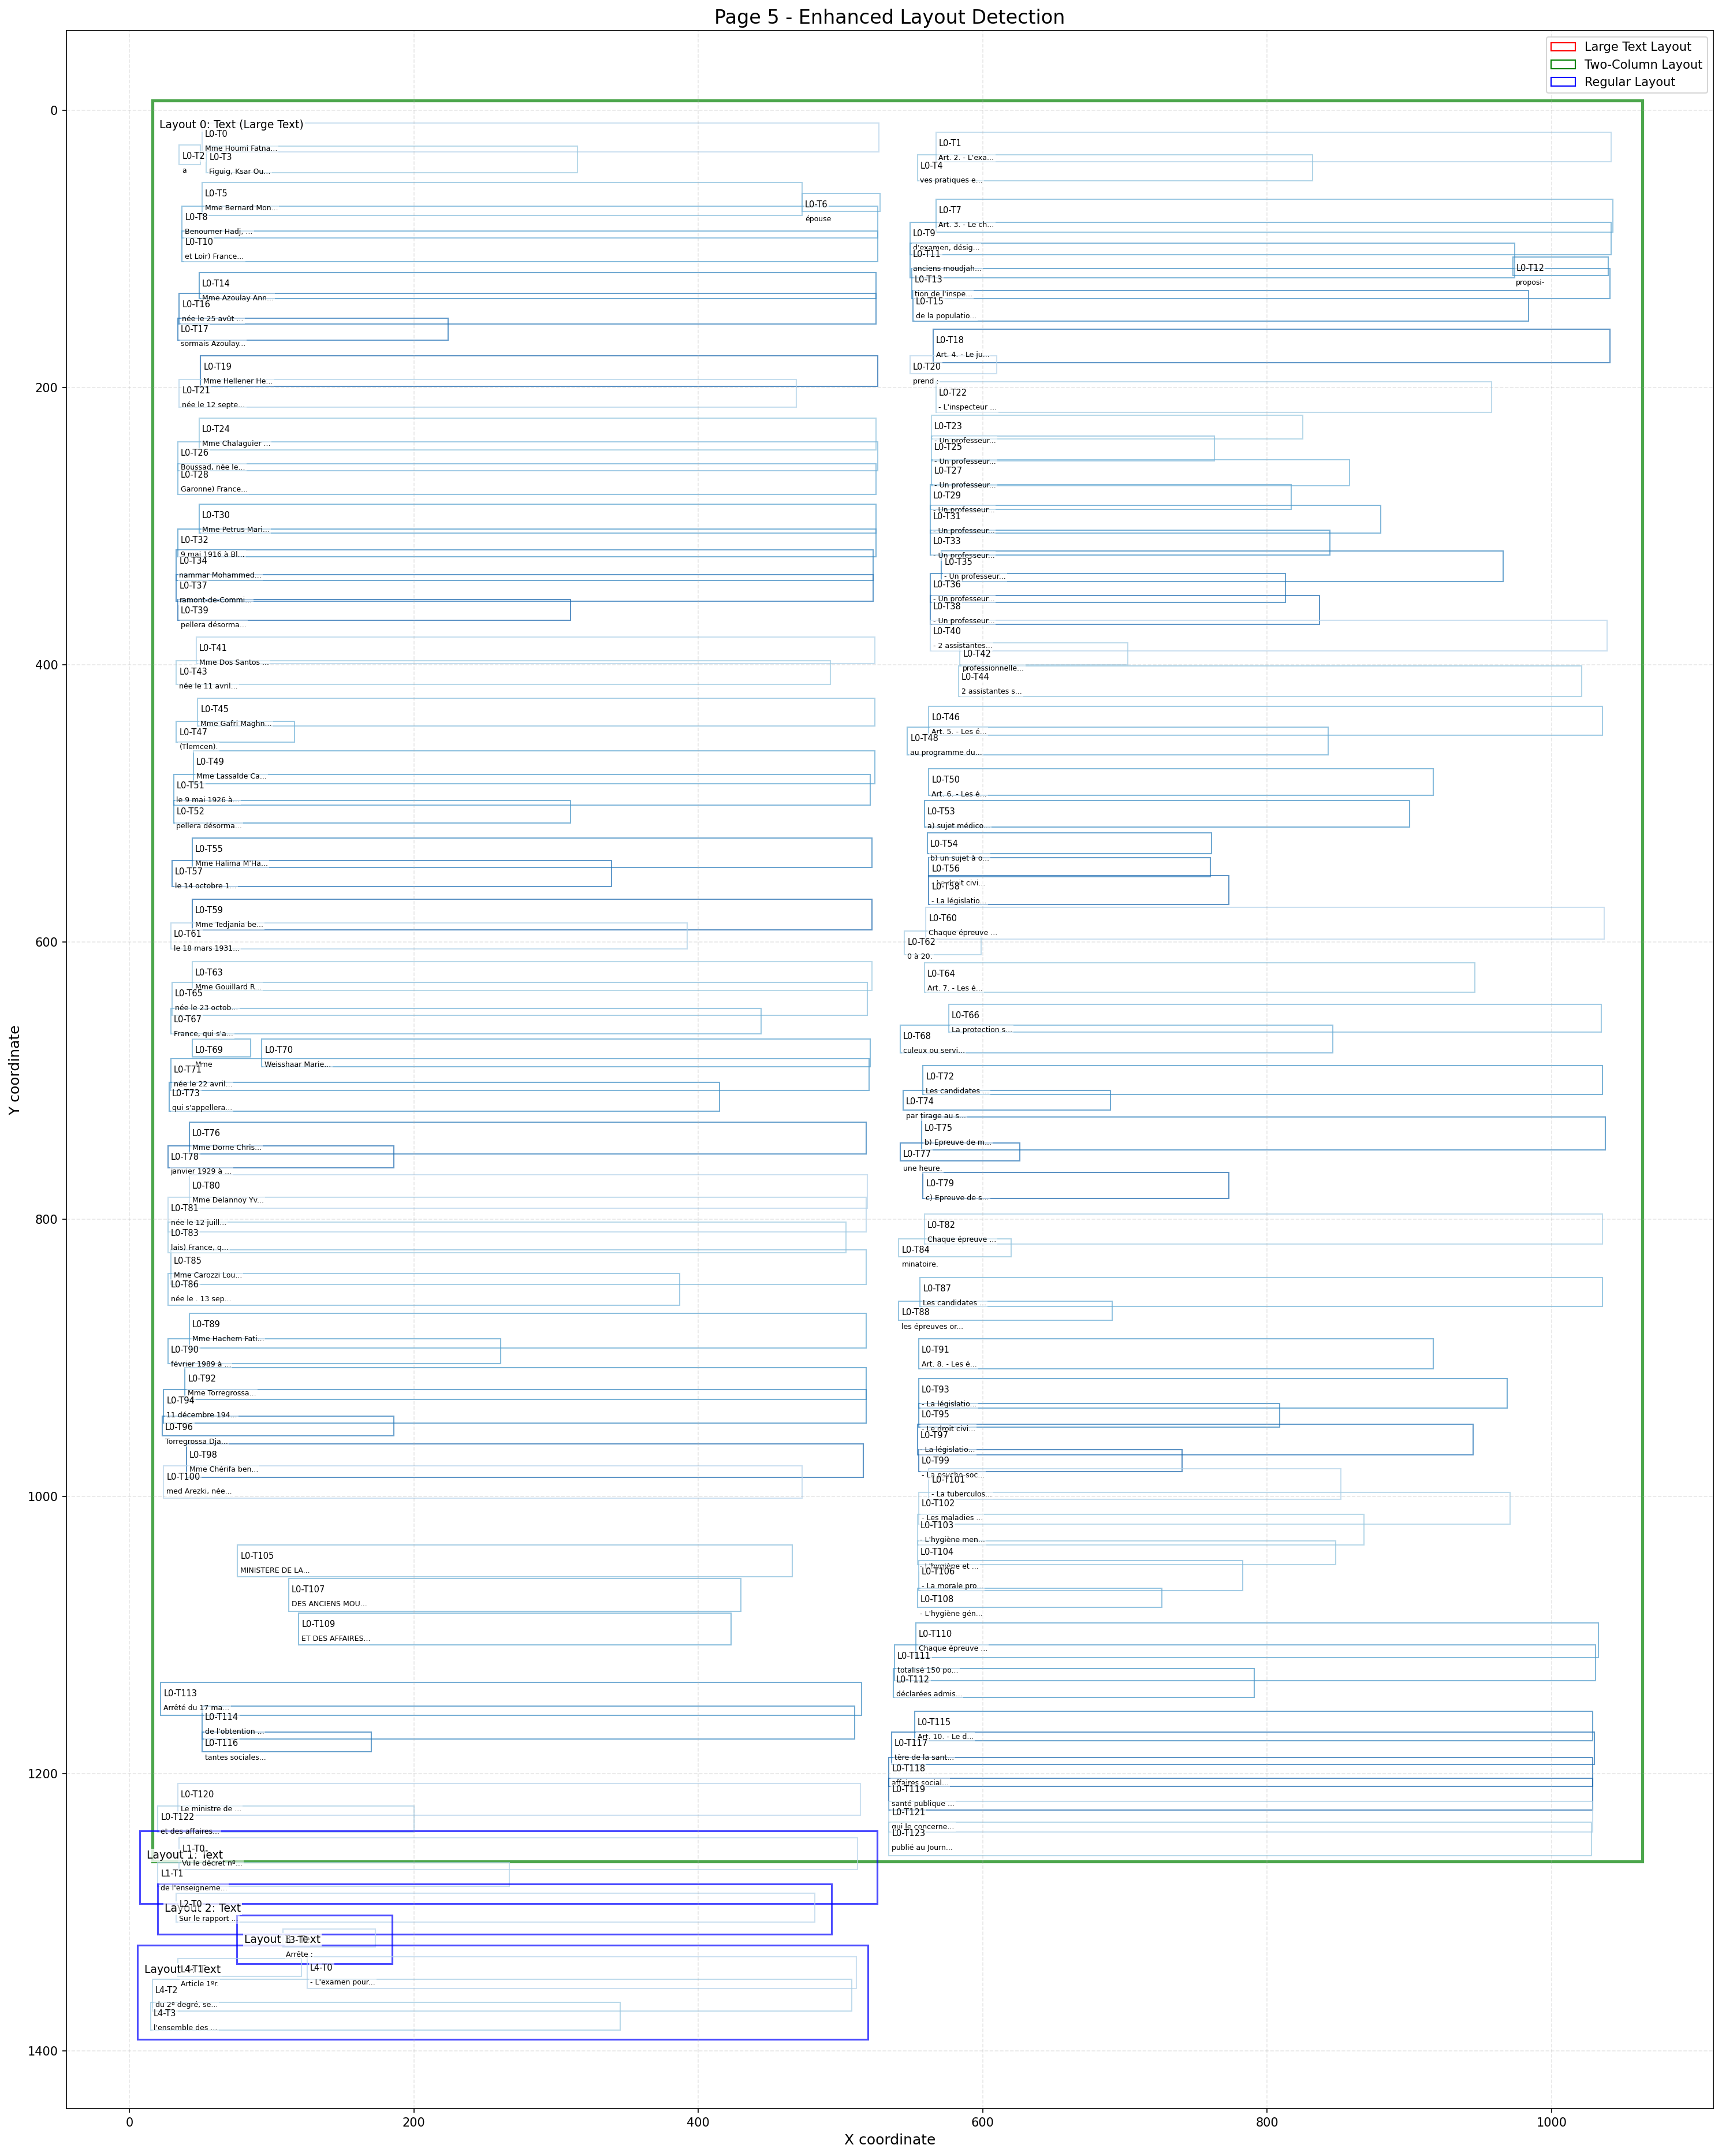 Page 5 - Enhanced Layout Detection
Large Text Layout
Two-Column Layout
Regular Layout
Y coordinate
0
200
400
600
800
1000
1200
1400
Layout 0: Text (Large Text)
L0-T0
Mme Houmi Fatna...
L0-T2
a
L0-T3
Figuig, Ksar Ou...
L0-T5
Mme Bernard Mon...
L0-T6
épouse
L0-T8
Benoumer Hadj, ...
L0-T10
et Loir) France...
L0-T14
Mme Azoulay Ann...
L0-T16
née le 25 avût ...
L0-T17
sormais Azoulay...
L0-T19
Mme Hellener He...
L0-T21
née le 12 septe...
L0-T24
Mme Chalaguier ...
L0-T26
Boussad, née le...
L0-T28
Garonne) France...
L0-T30
Mme Petrus Mari...
L0-T32
9 mai 1916 à Bl...
L0-T34
nammar Mohammed...
L0-T37
ramont-de-Commi...
L0-T39
pellera désorma...
L0-T41
Mme Dos Santos ...
L0-T43
née le 11 avril...
L0-T45
Mme Gafri Maghn...
L0-T47
(Tlemcen).
L0-T49
Mme Lassalde Ca...
L0-T51
le 9 mai 1926 à...
L0-T52
pellera désorma...
L0-T55
Mme Halima M'Ha...
L0-T57
le 14 octobre 1...
L0-T59
Mme Tedjania be...
L0-T61
le 18 mars 1931...
L0-T63
Mme Gouillard R...
L0-T65
née le 23 octob...
L0-T67
France, qui s'a...
L0-T69
Mme
L0-T70
Weisshaar Marie...
L0-T71
née le 22 avril...
L0-T73
qui s'appellera...
L0-T76
Mme Dorne Chris...
L0-T78
janvier 1929 à ...
L0-T80
Mme Delannoy Yv...
L0-T81
née le 12 juill...
L0-T83
lais) France, q...
L0-T85
Mme Carozzi Lou...
L0-T86
née le . 13 sep...
L0-T89
Mme Hachem Fati...
L0-T90
février 1989 à ...
L0-T92
Mme Torregrossa...
L0-T94
11 décembre 194...
L0-T96
Torregrossa Dja...
L0-T98
Mme Chérifa ben...
L0-T100
med Arezki, née...
L0-T105
MINISTERE DE LA...
L0-T107
DES ANCIENS MOU...
L0-T109
ET DES AFFAIRES...
L0-T113
Arrêté du 17 ma...
L0-T114
de l'obtention ...
L0-T116
tantes sociales...
L0-T120
Le ministre de ...
L0-T122
et des affaires...
L1-T0
Layout 1: Text
Vu le décret nº...
L1-T1
de l'enseigneme...
L2-T0
Layout 2: Text
Sur le rapport ...
L3-T0
Arrête :
L4-T0
- L'examen pour...
Article 1ºr.
L4-T2
du 2º degré, se...
L4-T3
l'ensemble des ...
L0-T1
Art. 2. - L'exa...
L0-T4
ves pratiques e...
L0-T7
Art. 3. - Le ch...
L0-T9
d'examen, désig...
L0-T11
anciens moudjah...
L0-T12
proposi-
L0-T13
tion de l'inspe...
L0-T15
de la populatio...
L0-T18
Art. 4. - Le ju...
L0-T20
prend :
L0-T22
- L'inspecteur ...
L0-T23
- Un professeur...
L0-T25
- Un professeur...
L0-T27
- Un professeur...
L0-T29
- Un professeur...
L0-T31
- Un professeur...
L0-T33
- Un professeur...
L0-T35
- Un professeur...
L0-T36
- Un professeur...
L0-T38
- Un professeur...
L0-T40
- 2 assistantes...
L0-T42
professionnelle...
L0-T44
2 assistantes s...
L0-T46
Art. 5. - Les é...
L0-T48
au programme du...
L0-T50
Art. 6. - Les é...
L0-T53
a) sujet médico...
L0-T54
b) un sujet à o...
L0-T56
- Le droit civi...
L0-T58
- La législatio...
L0-T60
Chaque épreuve ...
L0-T62
0 à 20.
L0-T64
Art. 7. - Les é...
L0-T66
La protection s...
L0-T68
culeux ou servi...
L0-T72
Les candidates ...
L0-T74
par tirage au s...
L0-T75
b) Epreuve de m...
L0-T77
une heure.
L0-T79
c) Epreuve de s...
L0-T82
Chaque épreuve ...
L0-T84
minatoire.
L0-T87
Les candidates ...
L0-T88
les épreuves or...
L0-T91
Art. 8. - Les é...
L0-T93
- La législatio...
L0-T95
- Le droit civi...
L0-T97
- La législatio...
L0-T99
- La psycho-soc...
L0-T101
- La tuberculos...
L0-T102
- Les maladies ...
L0-T103
- L'hygiène men...
L0-T104
- L'hygiène et ...
L0-T106
- La morale pro...
L0-T108
- L'hygiène gén...
L0-T110
Chaque épreuve ...
L0-T111
totalisé 150 po...
L0-T112
déclarées admis...
L0-T115
Art. 10. - Le d...
L0-T117
tère de la sant...
L0-T118
affaires social...
L0-T119
santé publique ...
L0-T121
qui le concerne...
L0-T123
publié au Journ...
0
200
400
600
800
1000
X coordinate